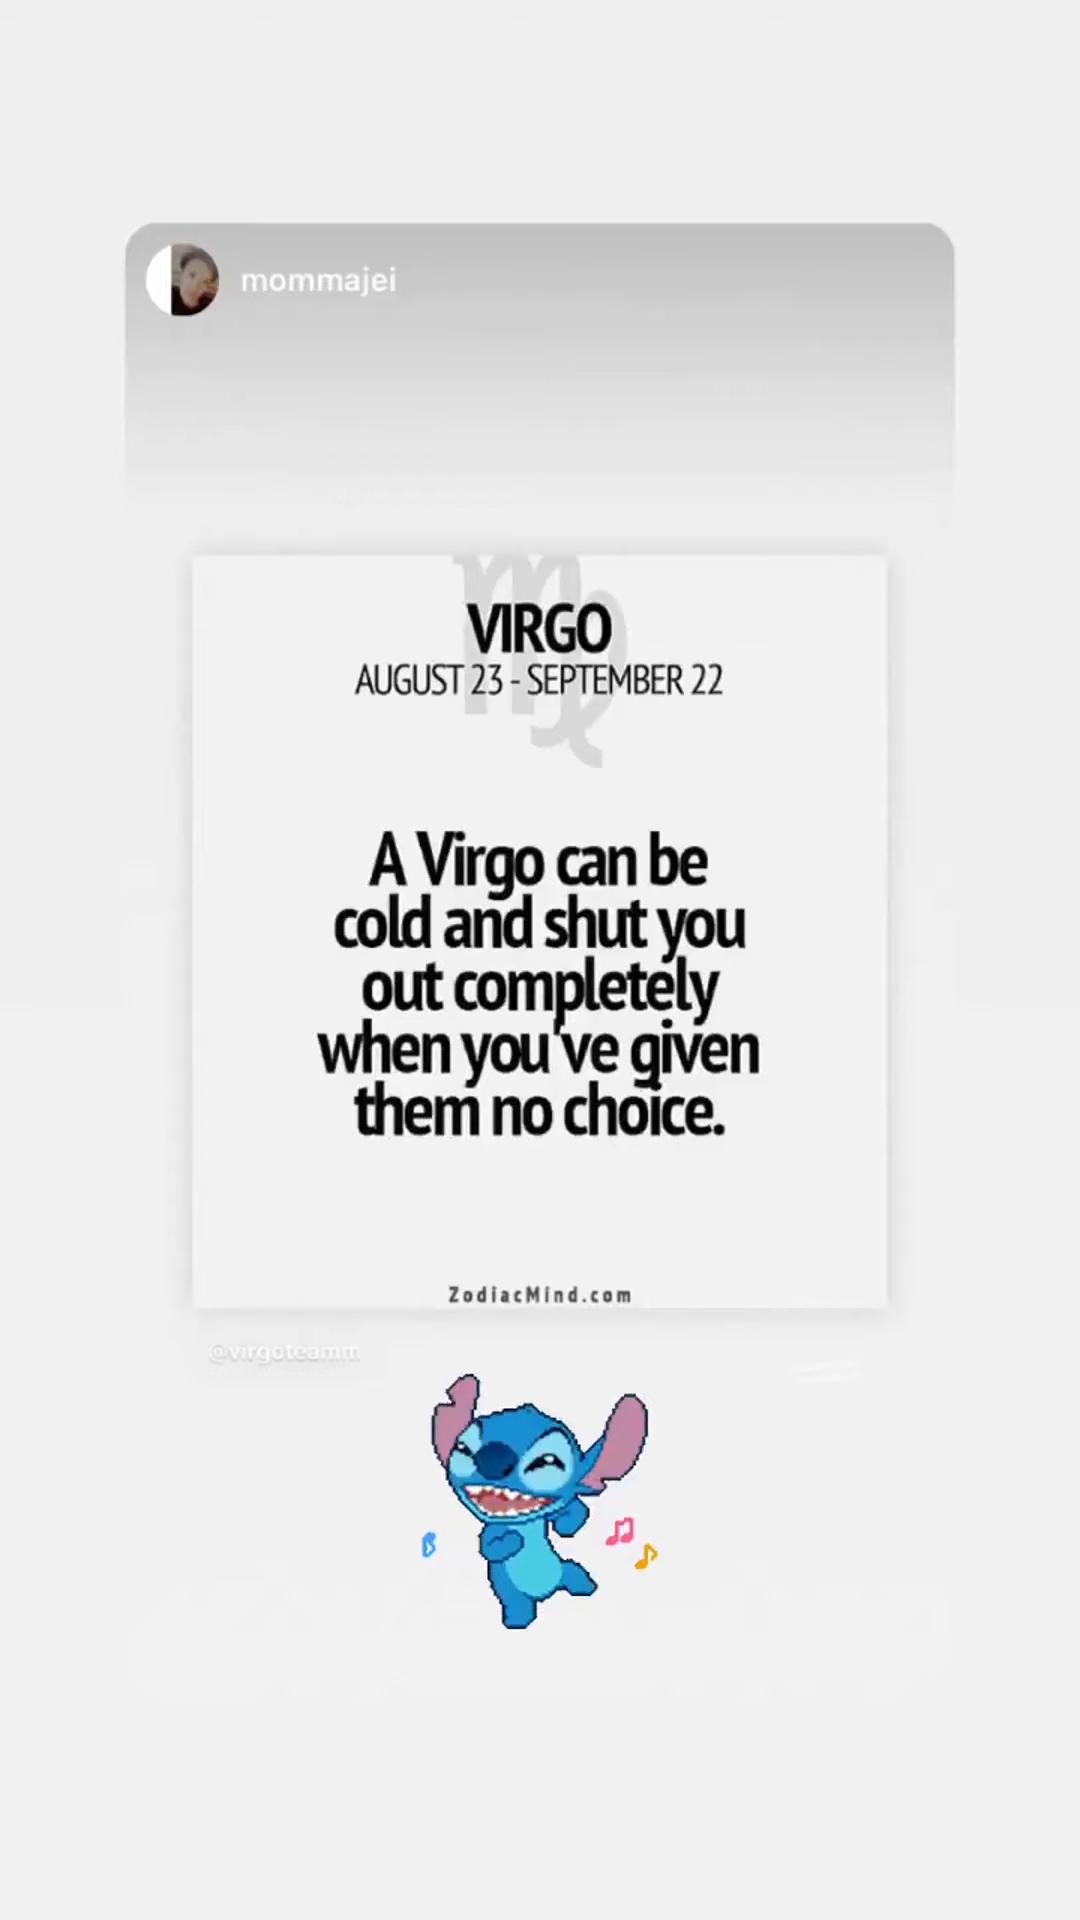 mommajei
VIRGO
AUGUST 23 - SEPTEMBER 22
A Virgo can be
cold and shut you
out completely
when you've given
them no choice.
ZodiacMind.com
@virgoteamm